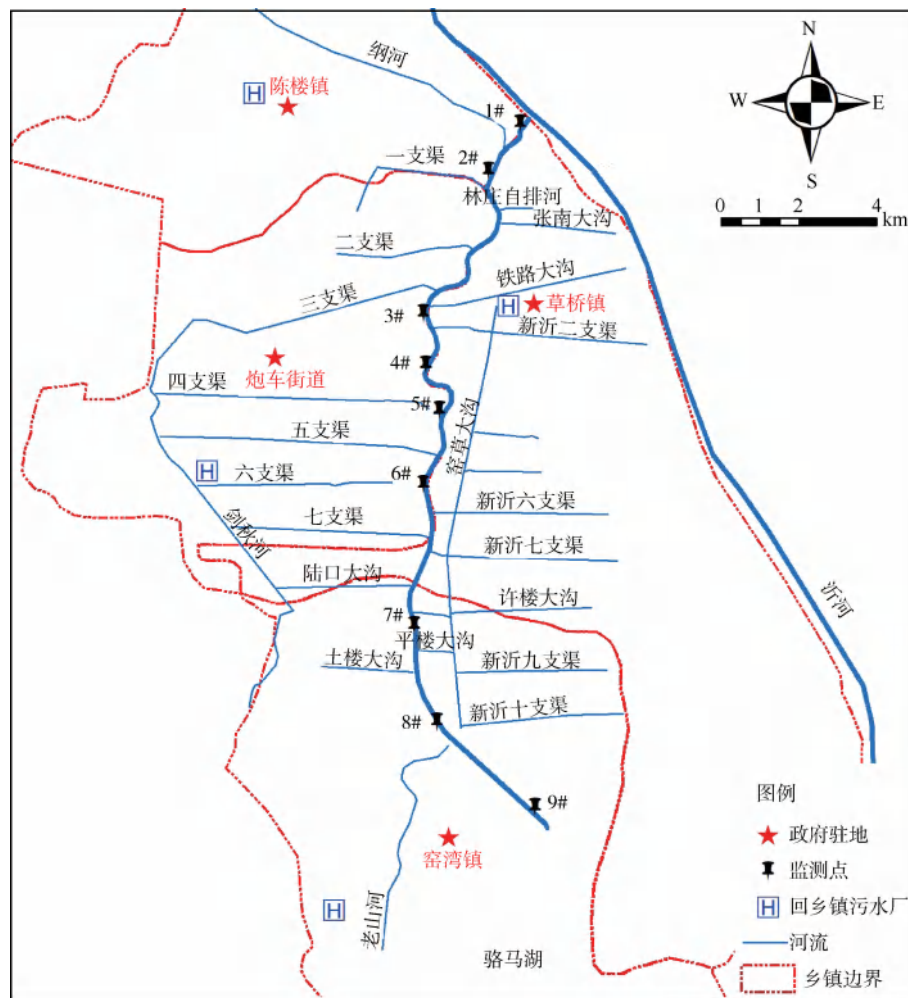 纲河
N
陈楼镇
1#
W
E
一支渠
2#
S
林庄自排河
张南大沟
0 1 2 4
km
二支渠
铁路大沟
三支渠
3#
草桥镇
新沂二支渠
4#
炮车街道
四支渠
5#
五支渠
窑草大沟
六支渠
6#
新沂六支渠
剑秋河
七支渠
新沂七支渠
陆口大沟
许楼大沟
沂河
7#
平楼大沟
土楼大沟
新沂九支渠
新沂十支渠
8#
9#
窑湾镇
老山河
骆马湖
图例
政府驻地
监测点
H 回乡镇污水厂
河流
乡镇边界
H
H
H
H